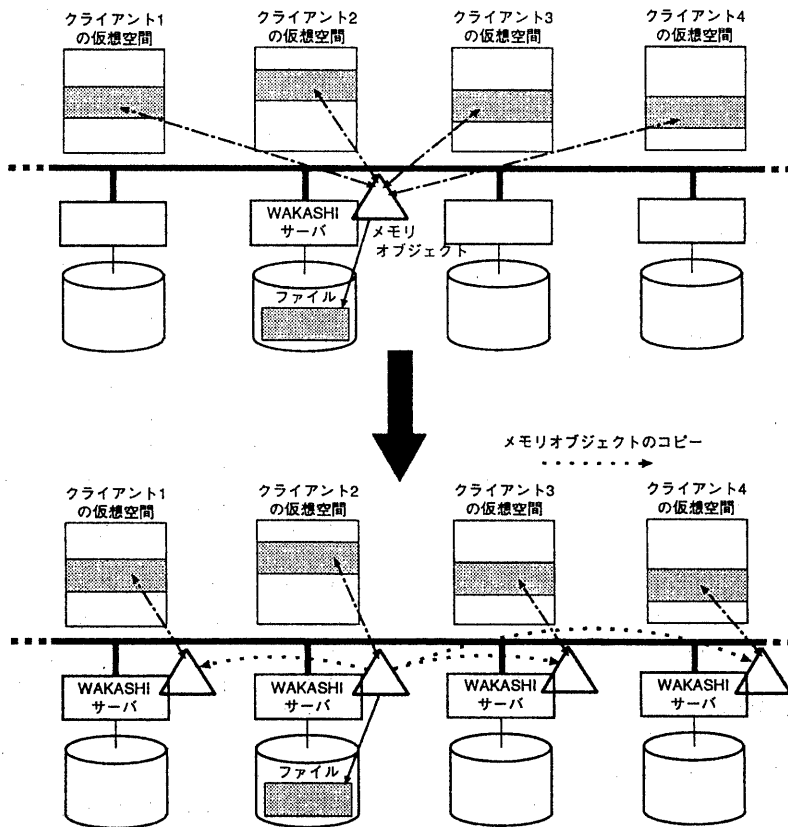 クライアント1
の仮想空間
クライアント2
の仮想空間
クライアント3
の仮想空間
クライアント4
の仮想空間
WAKASHI
サーバ
メモリ
オブジェクト
ファイル
メモリオブジェクトのコピー
クライアント1
の仮想空間
クライアント2
の仮想空間
クライアント3
の仮想空間
クライアント4
の仮想空間
WAKASHI
サーバ
WAKASHI
サーバ
WAKASHI
サーバ
WAKASHI
サーバ
ファイル